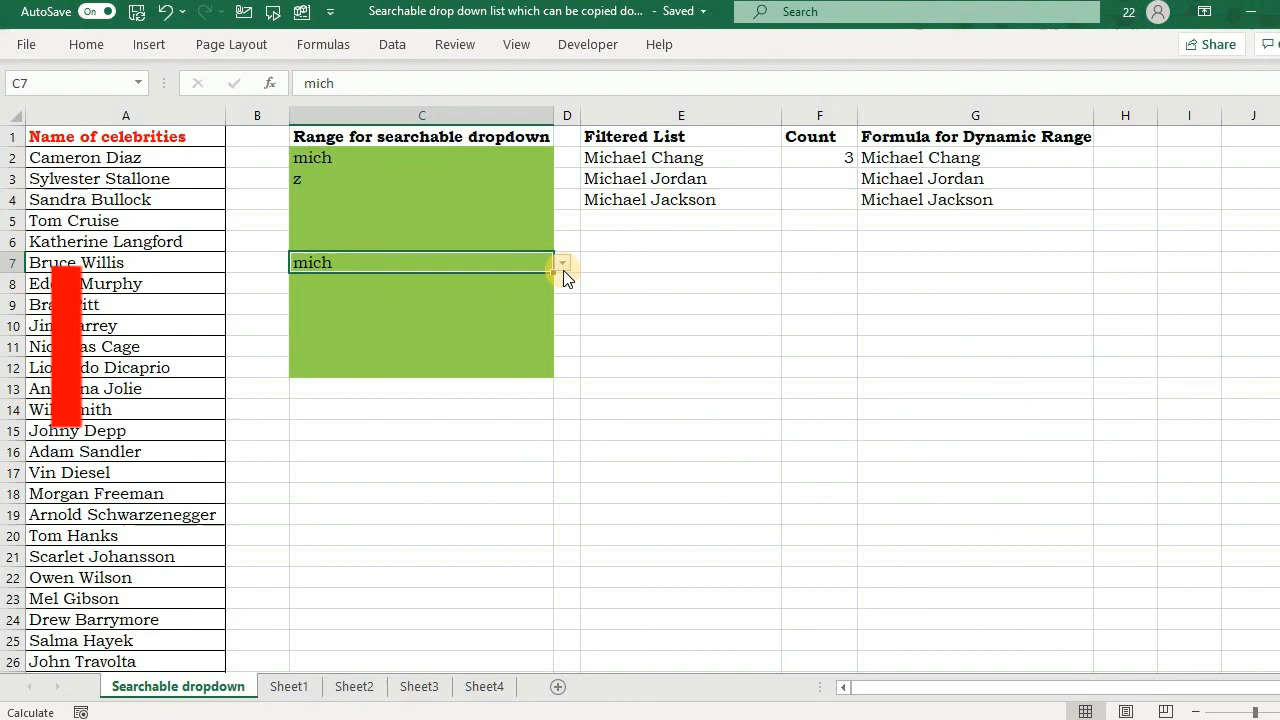 AutoSave On Searchable drop down list which can be copied do... - Saved Search 22
File Home Insert Page Layout Formulas Data Review View Developer Help Share
C7 fx mich
A B C D E F G H I J
1 Name of celebrities Range for searchable dropdown Filtered List Count Formula for Dynamic Range
2 Cameron Diaz mich Michael Chang 3 Michael Chang
3 Sylvester Stallone z Michael Jordan Michael Jordan
4 Sandra Bullock Michael Jackson Michael Jackson
5 Tom Cruise
6 Katherine Langford
7 Bruce Willis mich
8 Murphy
9
10
11 Cage
12 Dicaprio
13 Jolie
14
15 Johny Depp
16 Adam Sandler
17 Vin Diesel
18 Morgan Freeman
19 Arnold Schwarzenegger
20 Tom Hanks
21 Scarlet Johansson
22 Owen Wilson
23 Mel Gibson
24 Drew Barrymore
25 Salma Hayek
26 John Travolta
Searchable dropdown Sheet1 Sheet2 Sheet3 Sheet4
Calculate